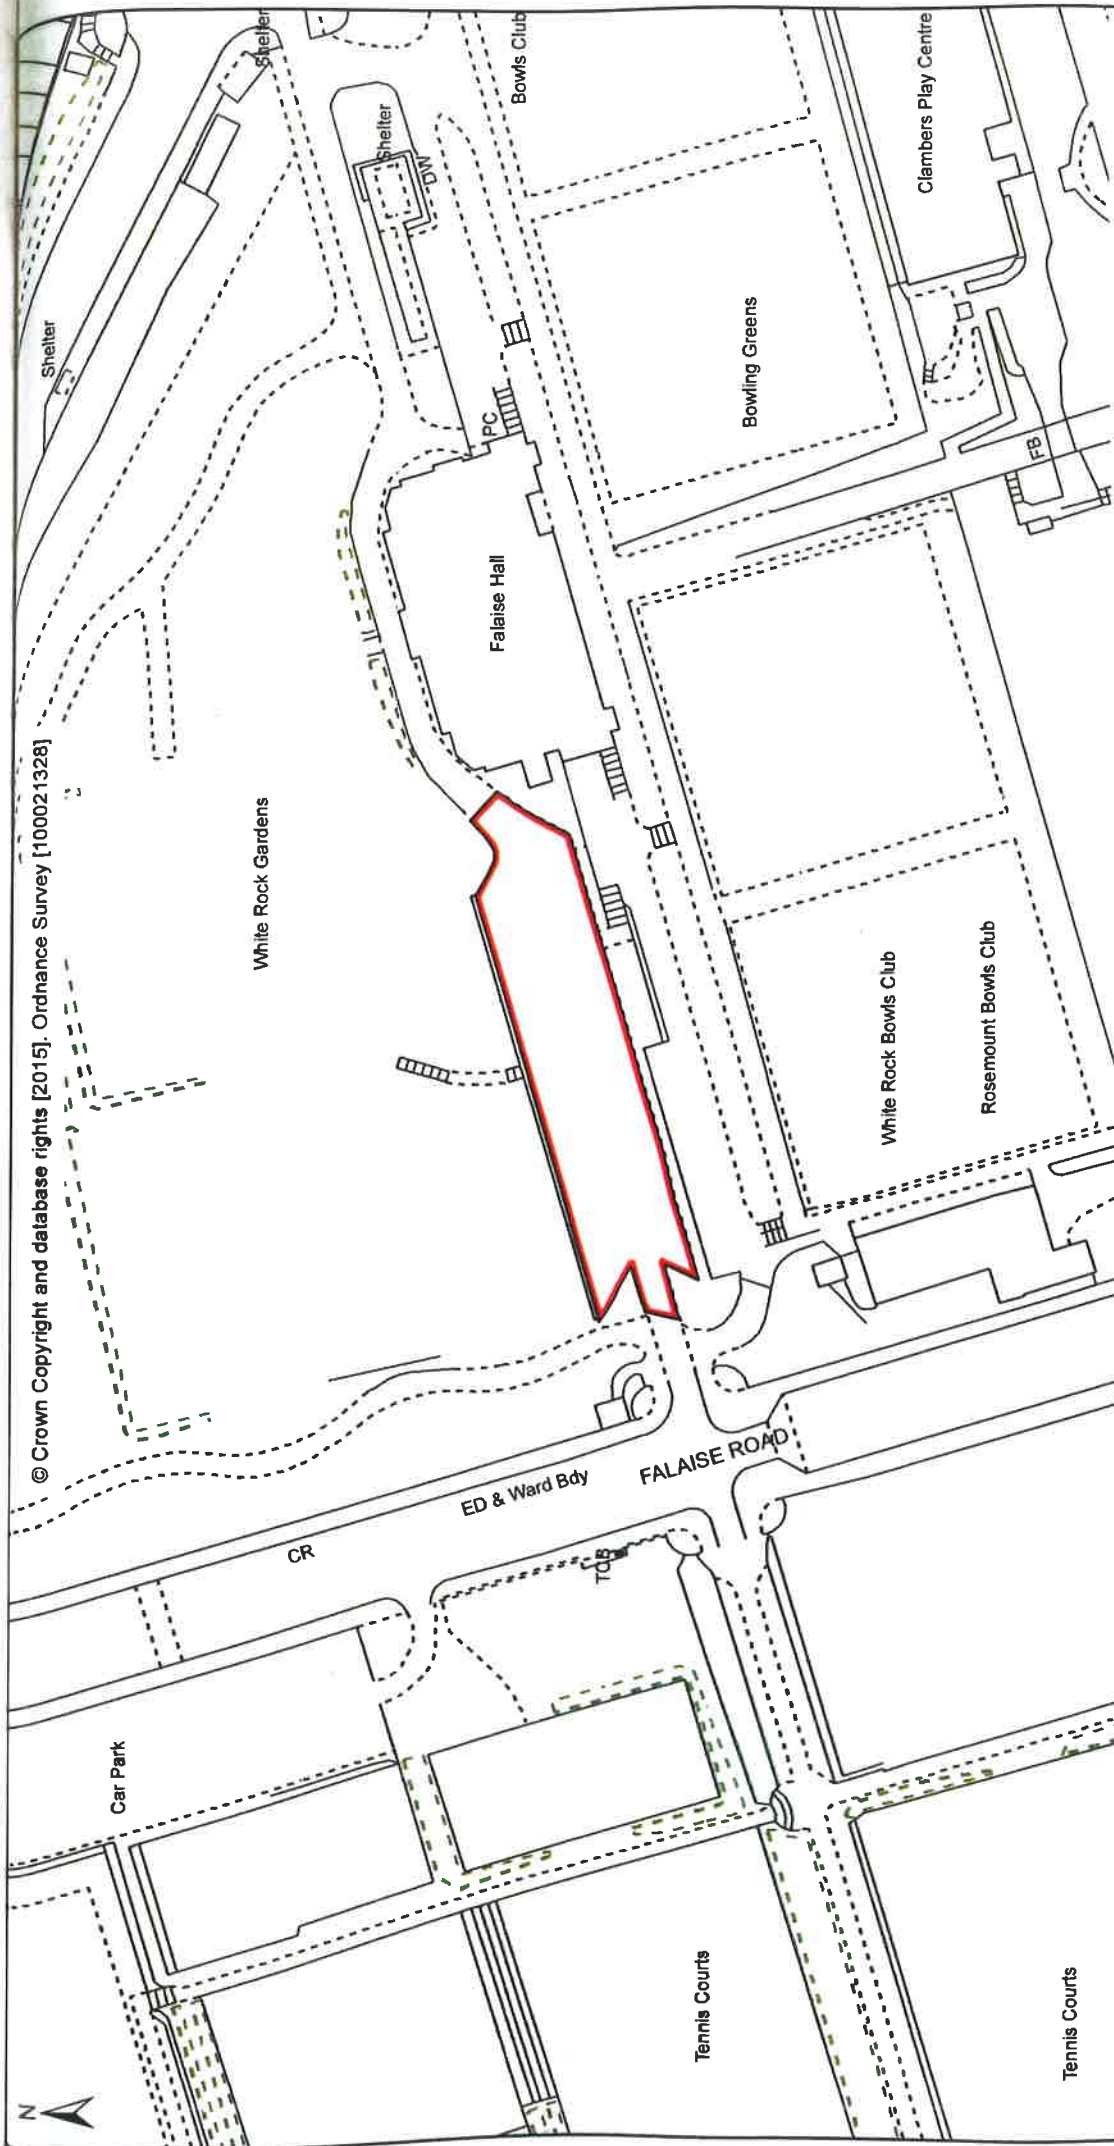 © Crown Copyright and database rights [2015]. Ordnance Survey [100021328]
N
Car Park
CR
ED & Ward Bdy
FALAISE ROAD
TCB
Tennis Courts
Tennis Courts
White Rock Gardens
Shelter
Shelter
Shelter
DW
PC
Falaise Hall
Bowls Club
Bowling Greens
Clambers Play Centre
FB
White Rock Bowls Club
Rosemount Bowls Club